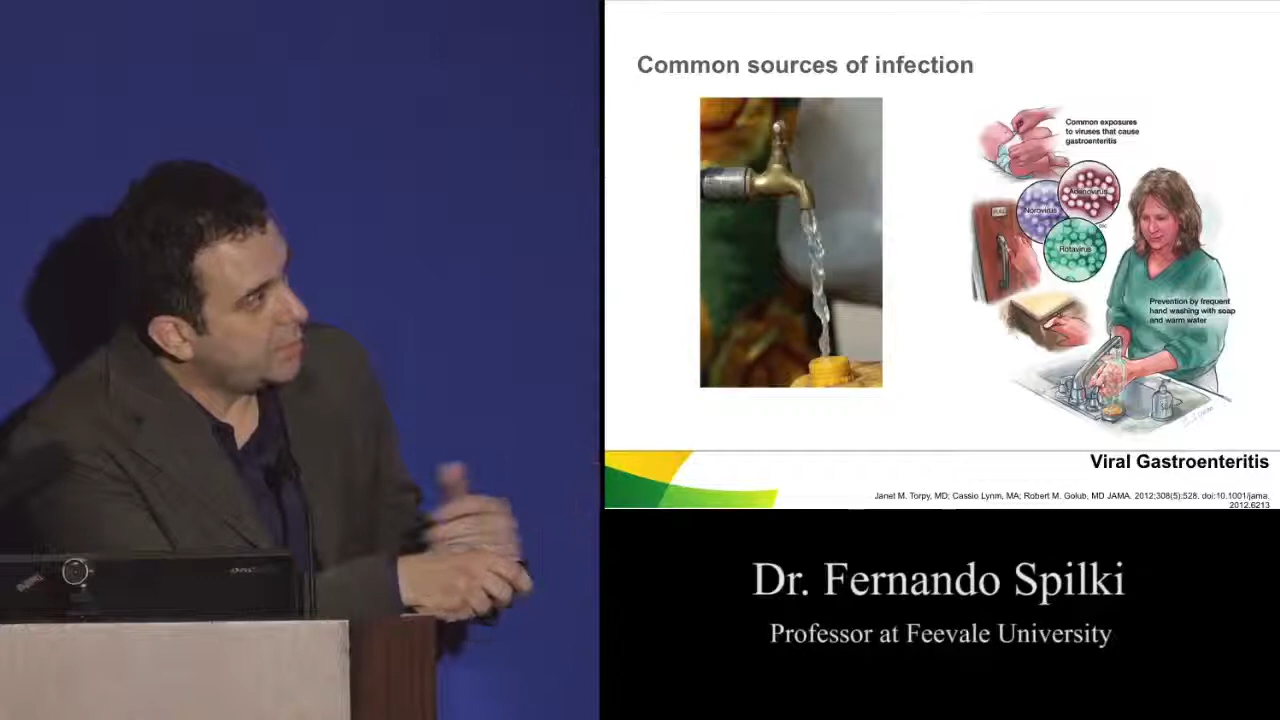 Common sources of infection
Common exposures
to viruses that cause
gastroenteritis
Adenovirus
Norovirus
Rotavirus
Prevention by frequent
hand washing with soap
and warm water
Viral Gastroenteritis
Janet M. Torpy, MD; Cassio Lynm, MA; Robert M. Golub, MD JAMA. 2012;308(5):528. doi:10.1001/jama.
2012.6213
Dr. Fernando Spilki
Professor at Feevale University